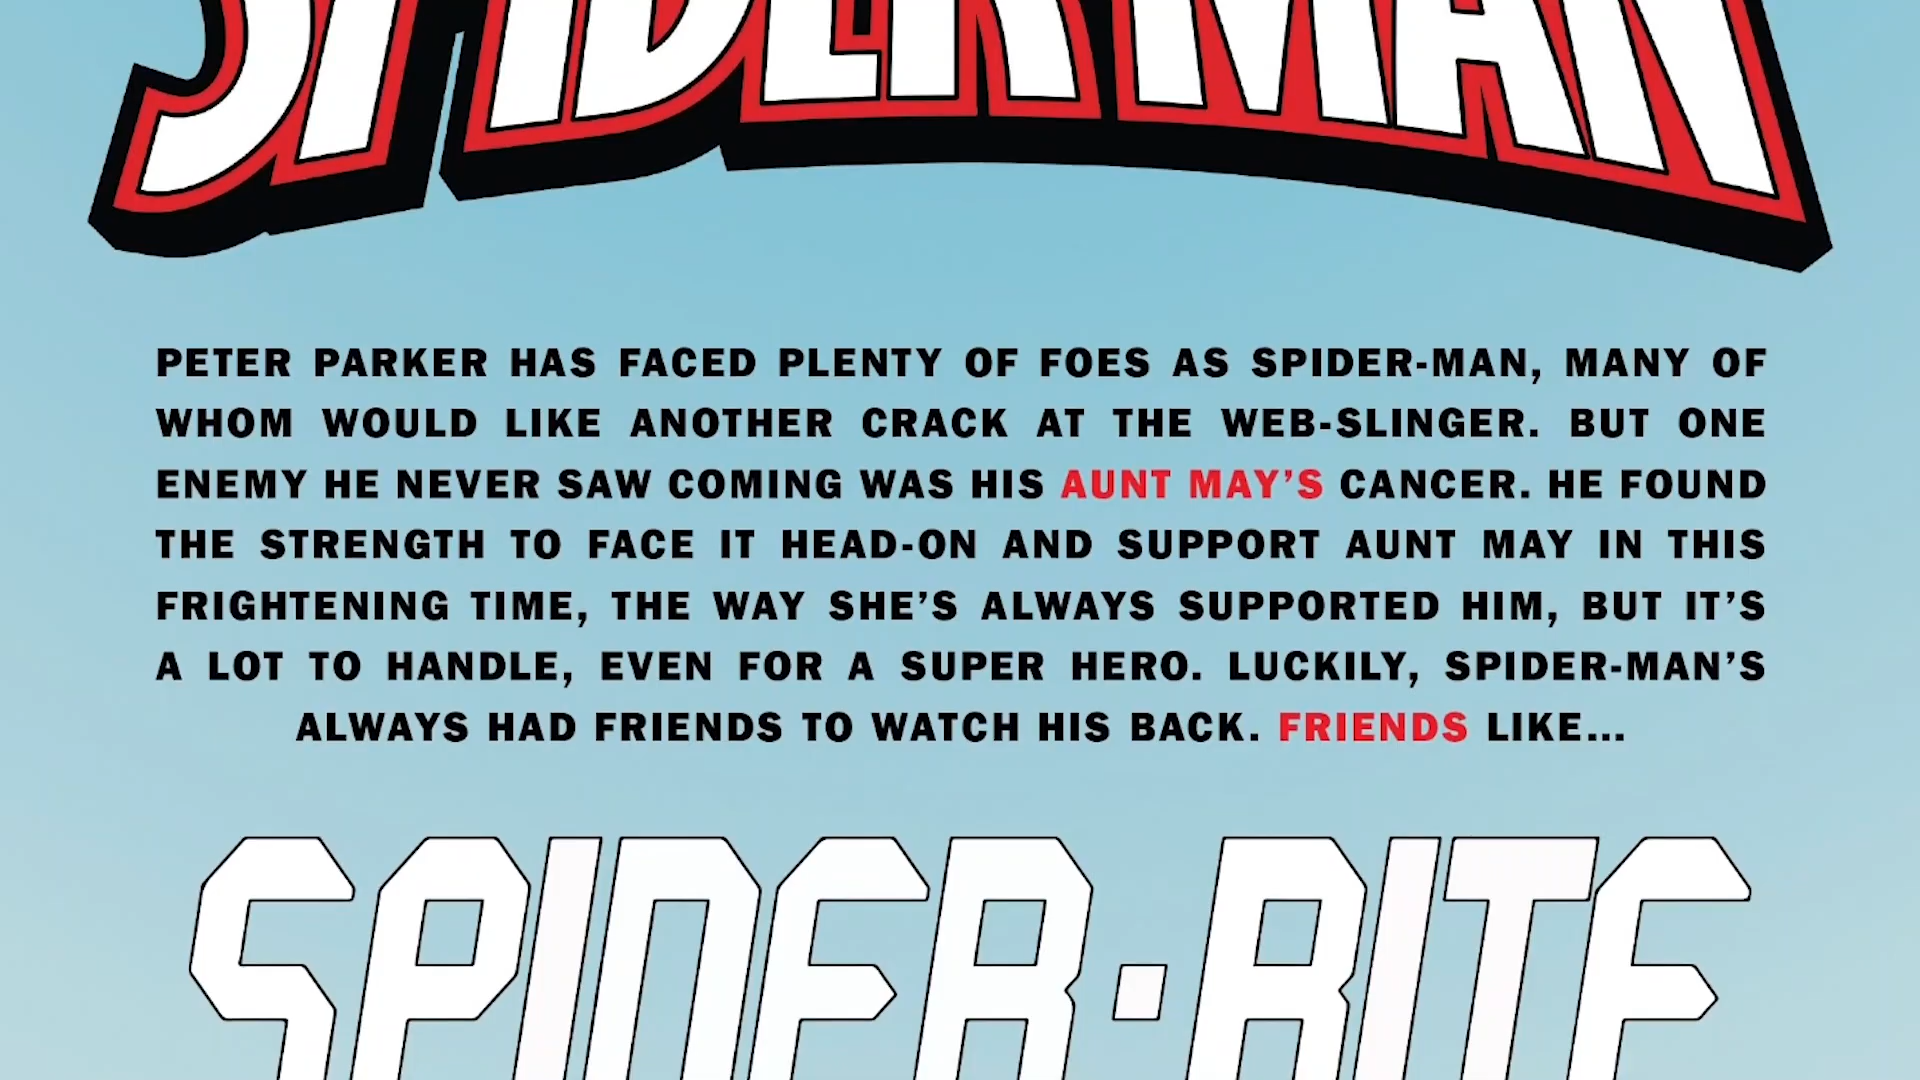 SPIDER-MAN
PETER PARKER HAS FACED PLENTY OF FOES AS SPIDER-MAN, MANY OF
WHOM WOULD LIKE ANOTHER CRACK AT THE WEB-SLINGER. BUT ONE
ENEMY HE NEVER SAW COMING WAS HIS AUNT MAY’S CANCER. HE FOUND
THE STRENGTH TO FACE IT HEAD-ON AND SUPPORT AUNT MAY IN THIS
FRIGHTENING TIME, THE WAY SHE’S ALWAYS SUPPORTED HIM, BUT IT’S
A LOT TO HANDLE, EVEN FOR A SUPER HERO. LUCKILY, SPIDER-MAN’S
ALWAYS HAD FRIENDS TO WATCH HIS BACK. FRIENDS LIKE...
SPIDER-BITE